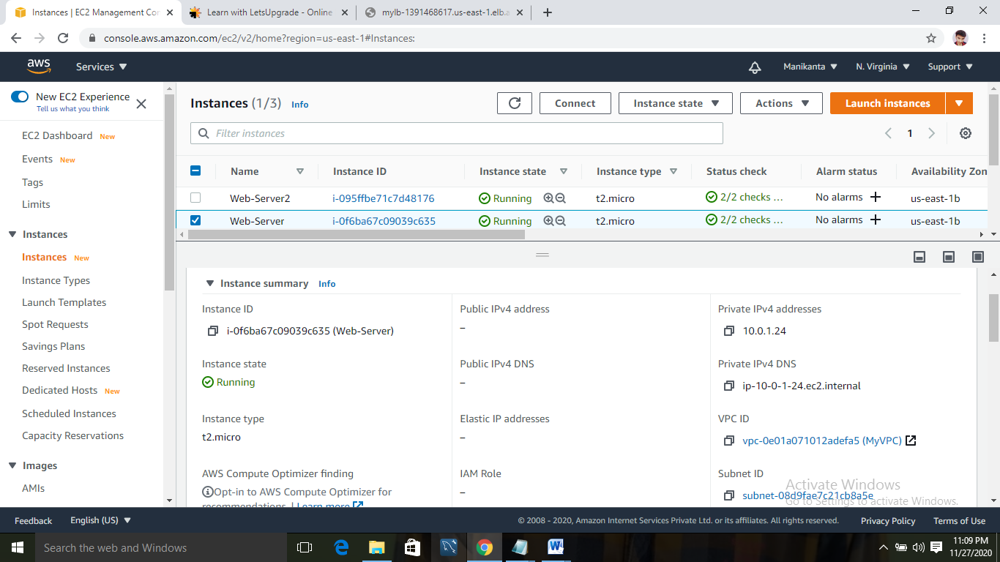 Instances | EC2 Management Con
Learn with LetsUpgrade - Online
mylb-1391468617.us-east-1.elb.a
console.aws.amazon.com/ec2/v2/home?region=us-east-1#Instances:
aws Services Manikanta N. Virginia Support
New EC2 Experience
Tell us what you think
EC2 Dashboard New
Events New
Tags
Limits
Instances
Instances New
Instance Types
Launch Templates
Spot Requests
Savings Plans
Reserved Instances
Dedicated Hosts New
Scheduled Instances
Capacity Reservations
Images
AMIs
Instances (1/3) Info
Connect Instance state Actions Launch instances
Filter instances
1
Name Instance ID Instance state Instance type Status check Alarm status Availability Zon
Web-Server2 i-095ffbe71c7d48176 Running t2.micro 2/2 checks ... No alarms + us-east-1b
Web-Server i-0f6ba67c09039c635 Running t2.micro 2/2 checks ... No alarms + us-east-1b
Instance summary Info
Instance ID
i-0f6ba67c09039c635 (Web-Server)
Public IPv4 address
–
Private IPv4 addresses
10.0.1.24
Instance state
Running
Public IPv4 DNS
–
Private IPv4 DNS
ip-10-0-1-24.ec2.internal
Instance type
t2.micro
Elastic IP addresses
–
VPC ID
vpc-0e01a071012adefa5 (MyVPC)
AWS Compute Optimizer finding
Opt-in to AWS Compute Optimizer for
recommendations. | Learn more
IAM Role
–
Subnet ID
subnet-08d9fae7c21cb8a5e
Activate Windows
Go to Settings to activate Windows.
Feedback English (US) © 2008 - 2020, Amazon Internet Services Private Ltd. or its affiliates. All rights reserved. Privacy Policy Terms of Use
Search the web and Windows
11:09 PM
11/27/2020